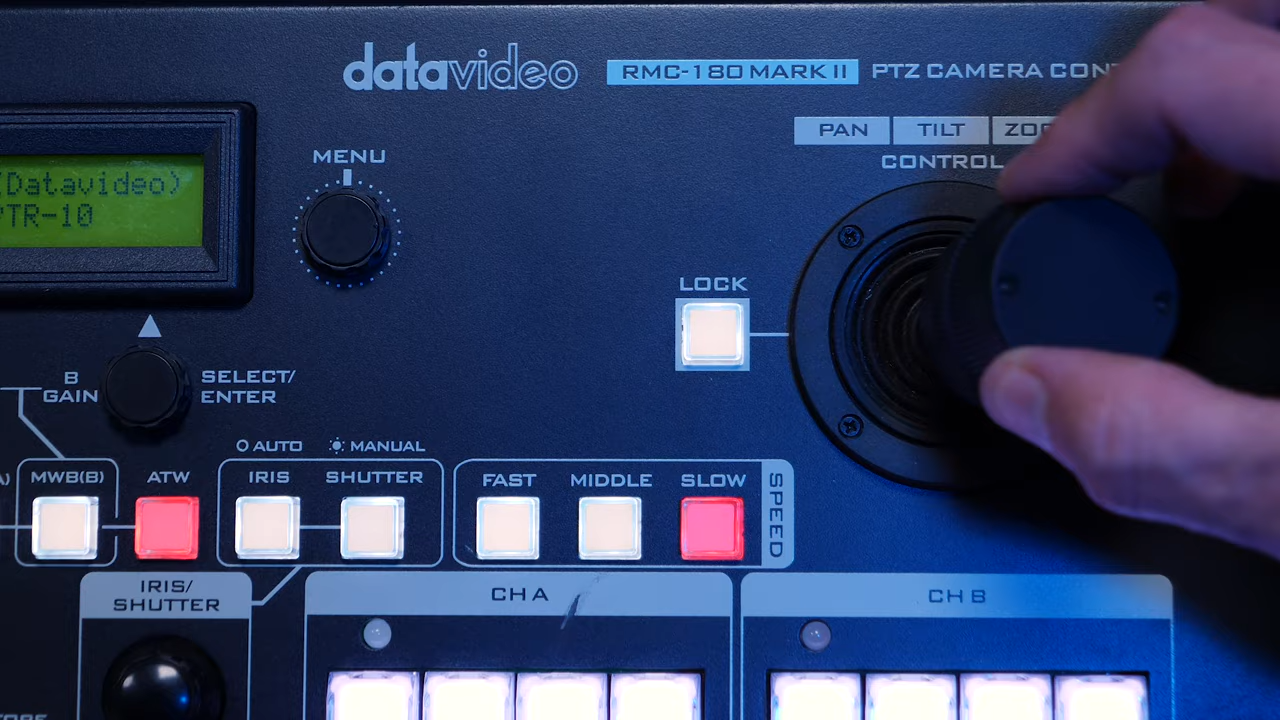 datavideo
RMC-180 MARK II PTZ CAMERA
PAN TILT
CONTROL
(Datavideo)
PTR-10
MENU
LOCK
B
GAIN
SELECT/
ENTER
AUTO MANUAL
MWB(B) ATW IRIS SHUTTER FAST MIDDLE SLOW
SPEED
IRIS/
SHUTTER
CH A CH B